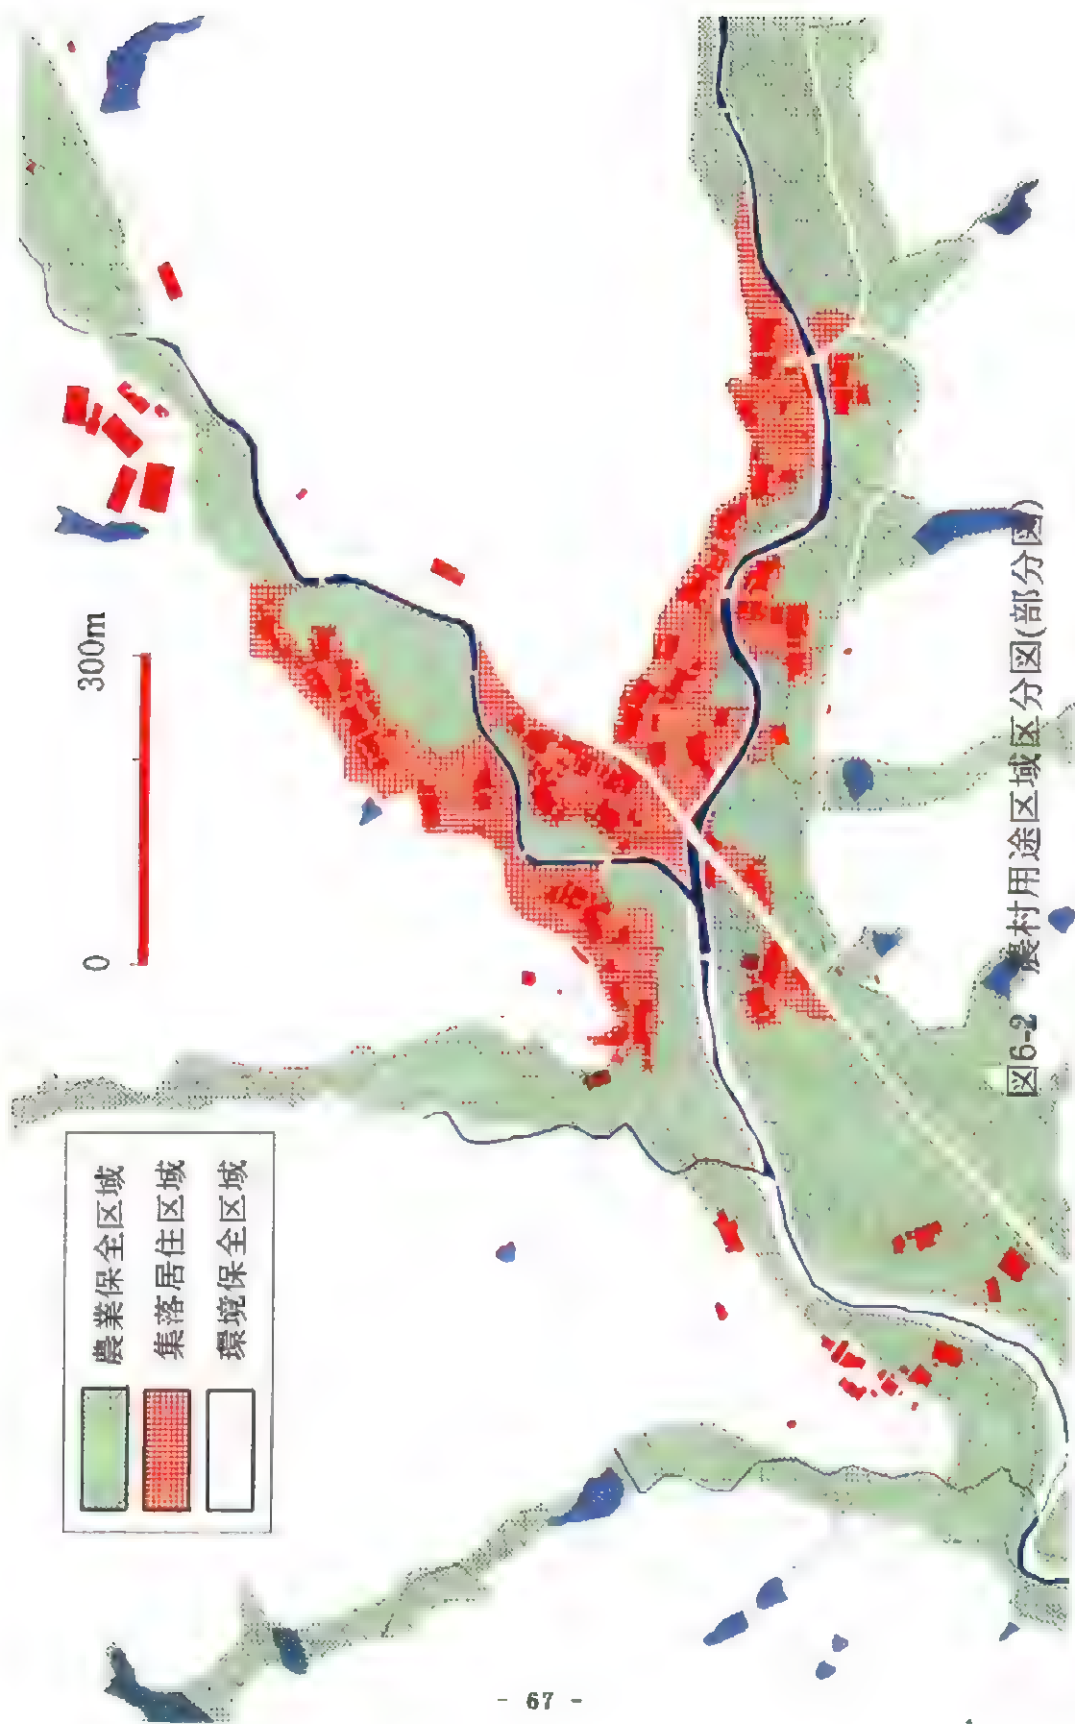 農業保全区域
集落居住区域
環境保全区域
0 300m
図6-2 農村用途区域区分図(部分図)
- 67 -